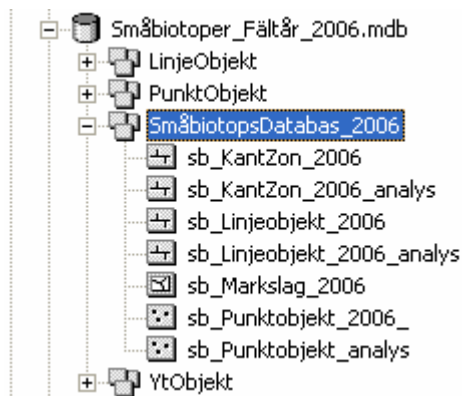 Småbiotoper_Fältår_2006.mdb
LinjeObjekt
PunktObjekt
SmåbiotopsDatabas_2006
sb_KantZon_2006
sb_KantZon_2006_analys
sb_Linjeobjekt_2006
sb_Linjeobjekt_2006_analys
sb_Markslag_2006
sb_Punktobjekt_2006_
sb_Punktobjekt_analys
YtObjekt